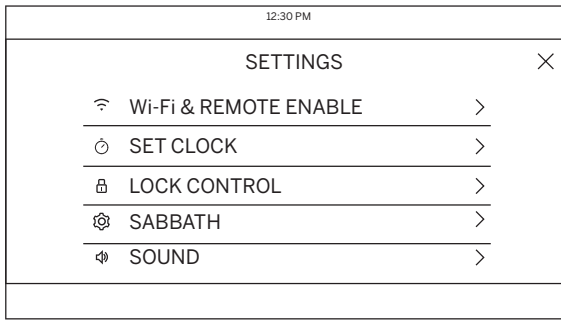 12:30 PM
SETTINGS
Wi-Fi & REMOTE ENABLE
SET CLOCK
LOCK CONTROL
SABBATH
SOUND